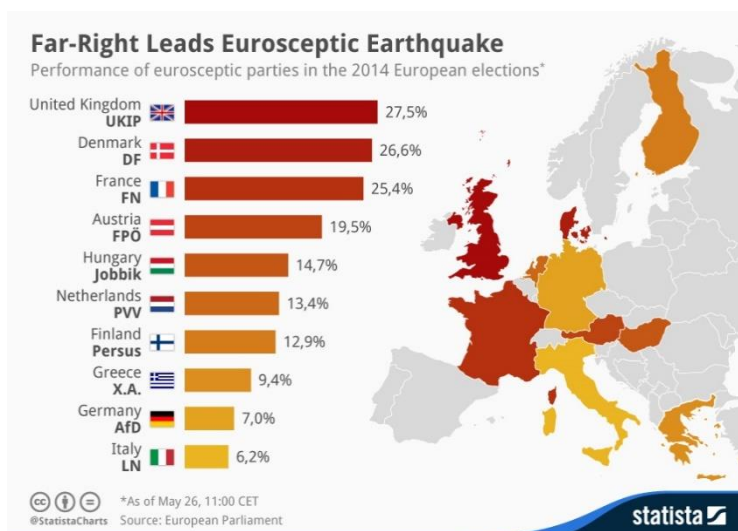 Far-Right Leads Eurosceptic Earthquake
Performance of eurosceptic parties in the 2014 European elections*
United Kingdom
UKIP
27,5%
Denmark
DF
26,6%
France
FN
25,4%
Austria
FPÖ
19,5%
Hungary
Jobbik
14,7%
Netherlands
PVV
13,4%
Finland
Persus
12,9%
Greece
X.A.
9,4%
Germany
AfD
7,0%
Italy
LN
6,2%
cc
@StatistaCharts
*As of May 26, 11:00 CET
Source: European Parliament
statista